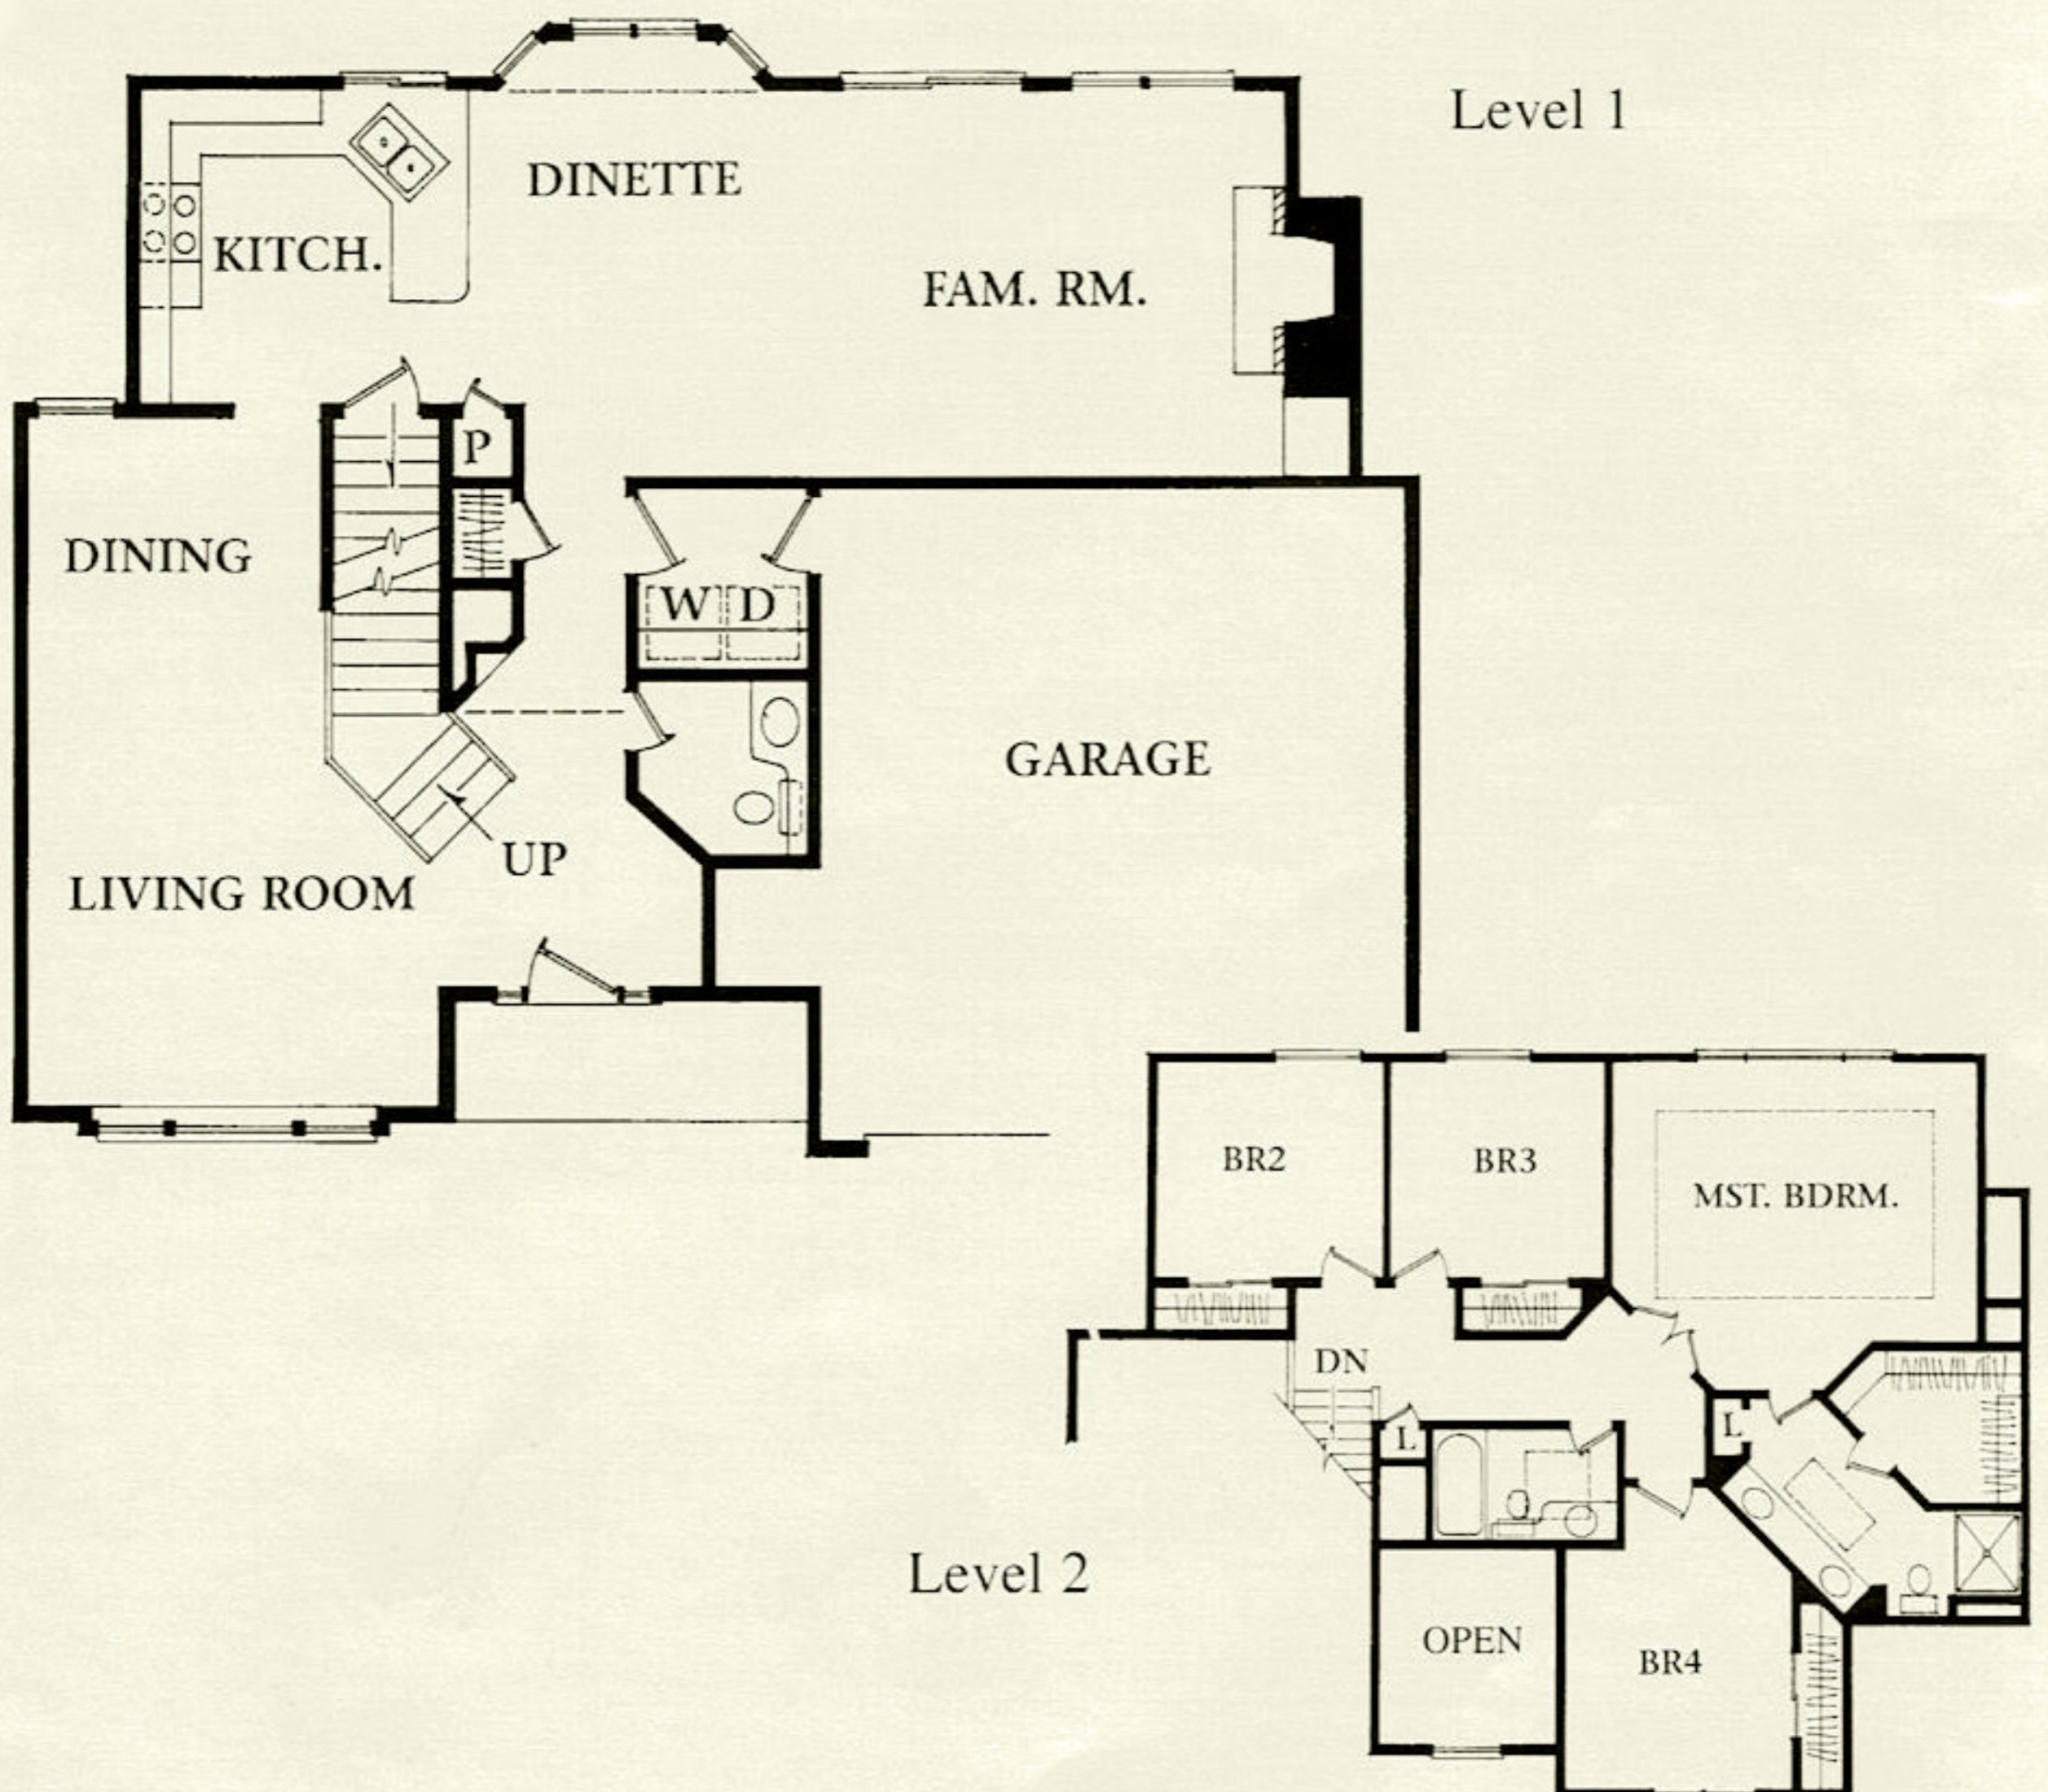 Level 1
DINETTE
KITCH.
FAM. RM.
P
DINING
W D
GARAGE
UP
LIVING ROOM
BR2
BR3
MST. BDRM.
DN
L
L
Level 2
OPEN
BR4